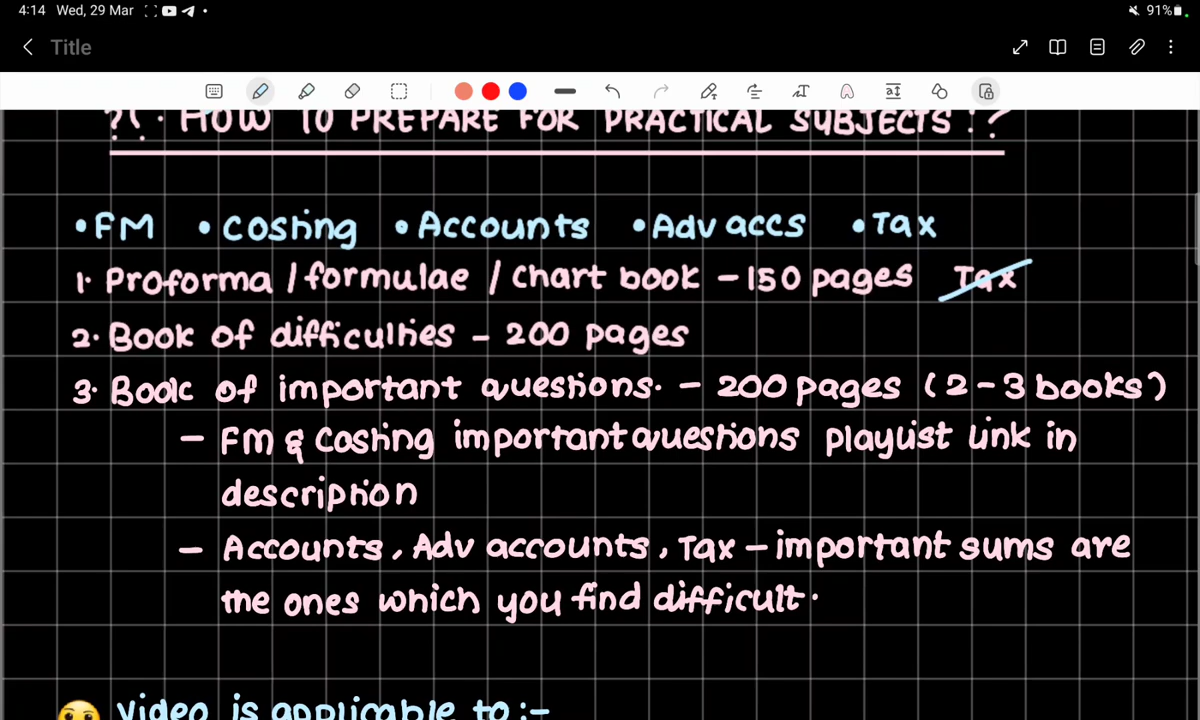 4:14 Wed, 29 Mar
91%
Title
?!. HOW TO PREPARE FOR PRACTICAL SUBJECTS !?
• FM • Costing • Accounts • Adv accs • Tax
1. Proforma / formulae / chart book - 150 pages Tax
2. Book of difficulties - 200 pages
3. Book of important questions. - 200 pages (2-3 books)
- FM & Costing important questions playlist link in
description
- Accounts, Adv accounts, Tax - important sums are
the ones which you find difficult.
Video is applicable to :-